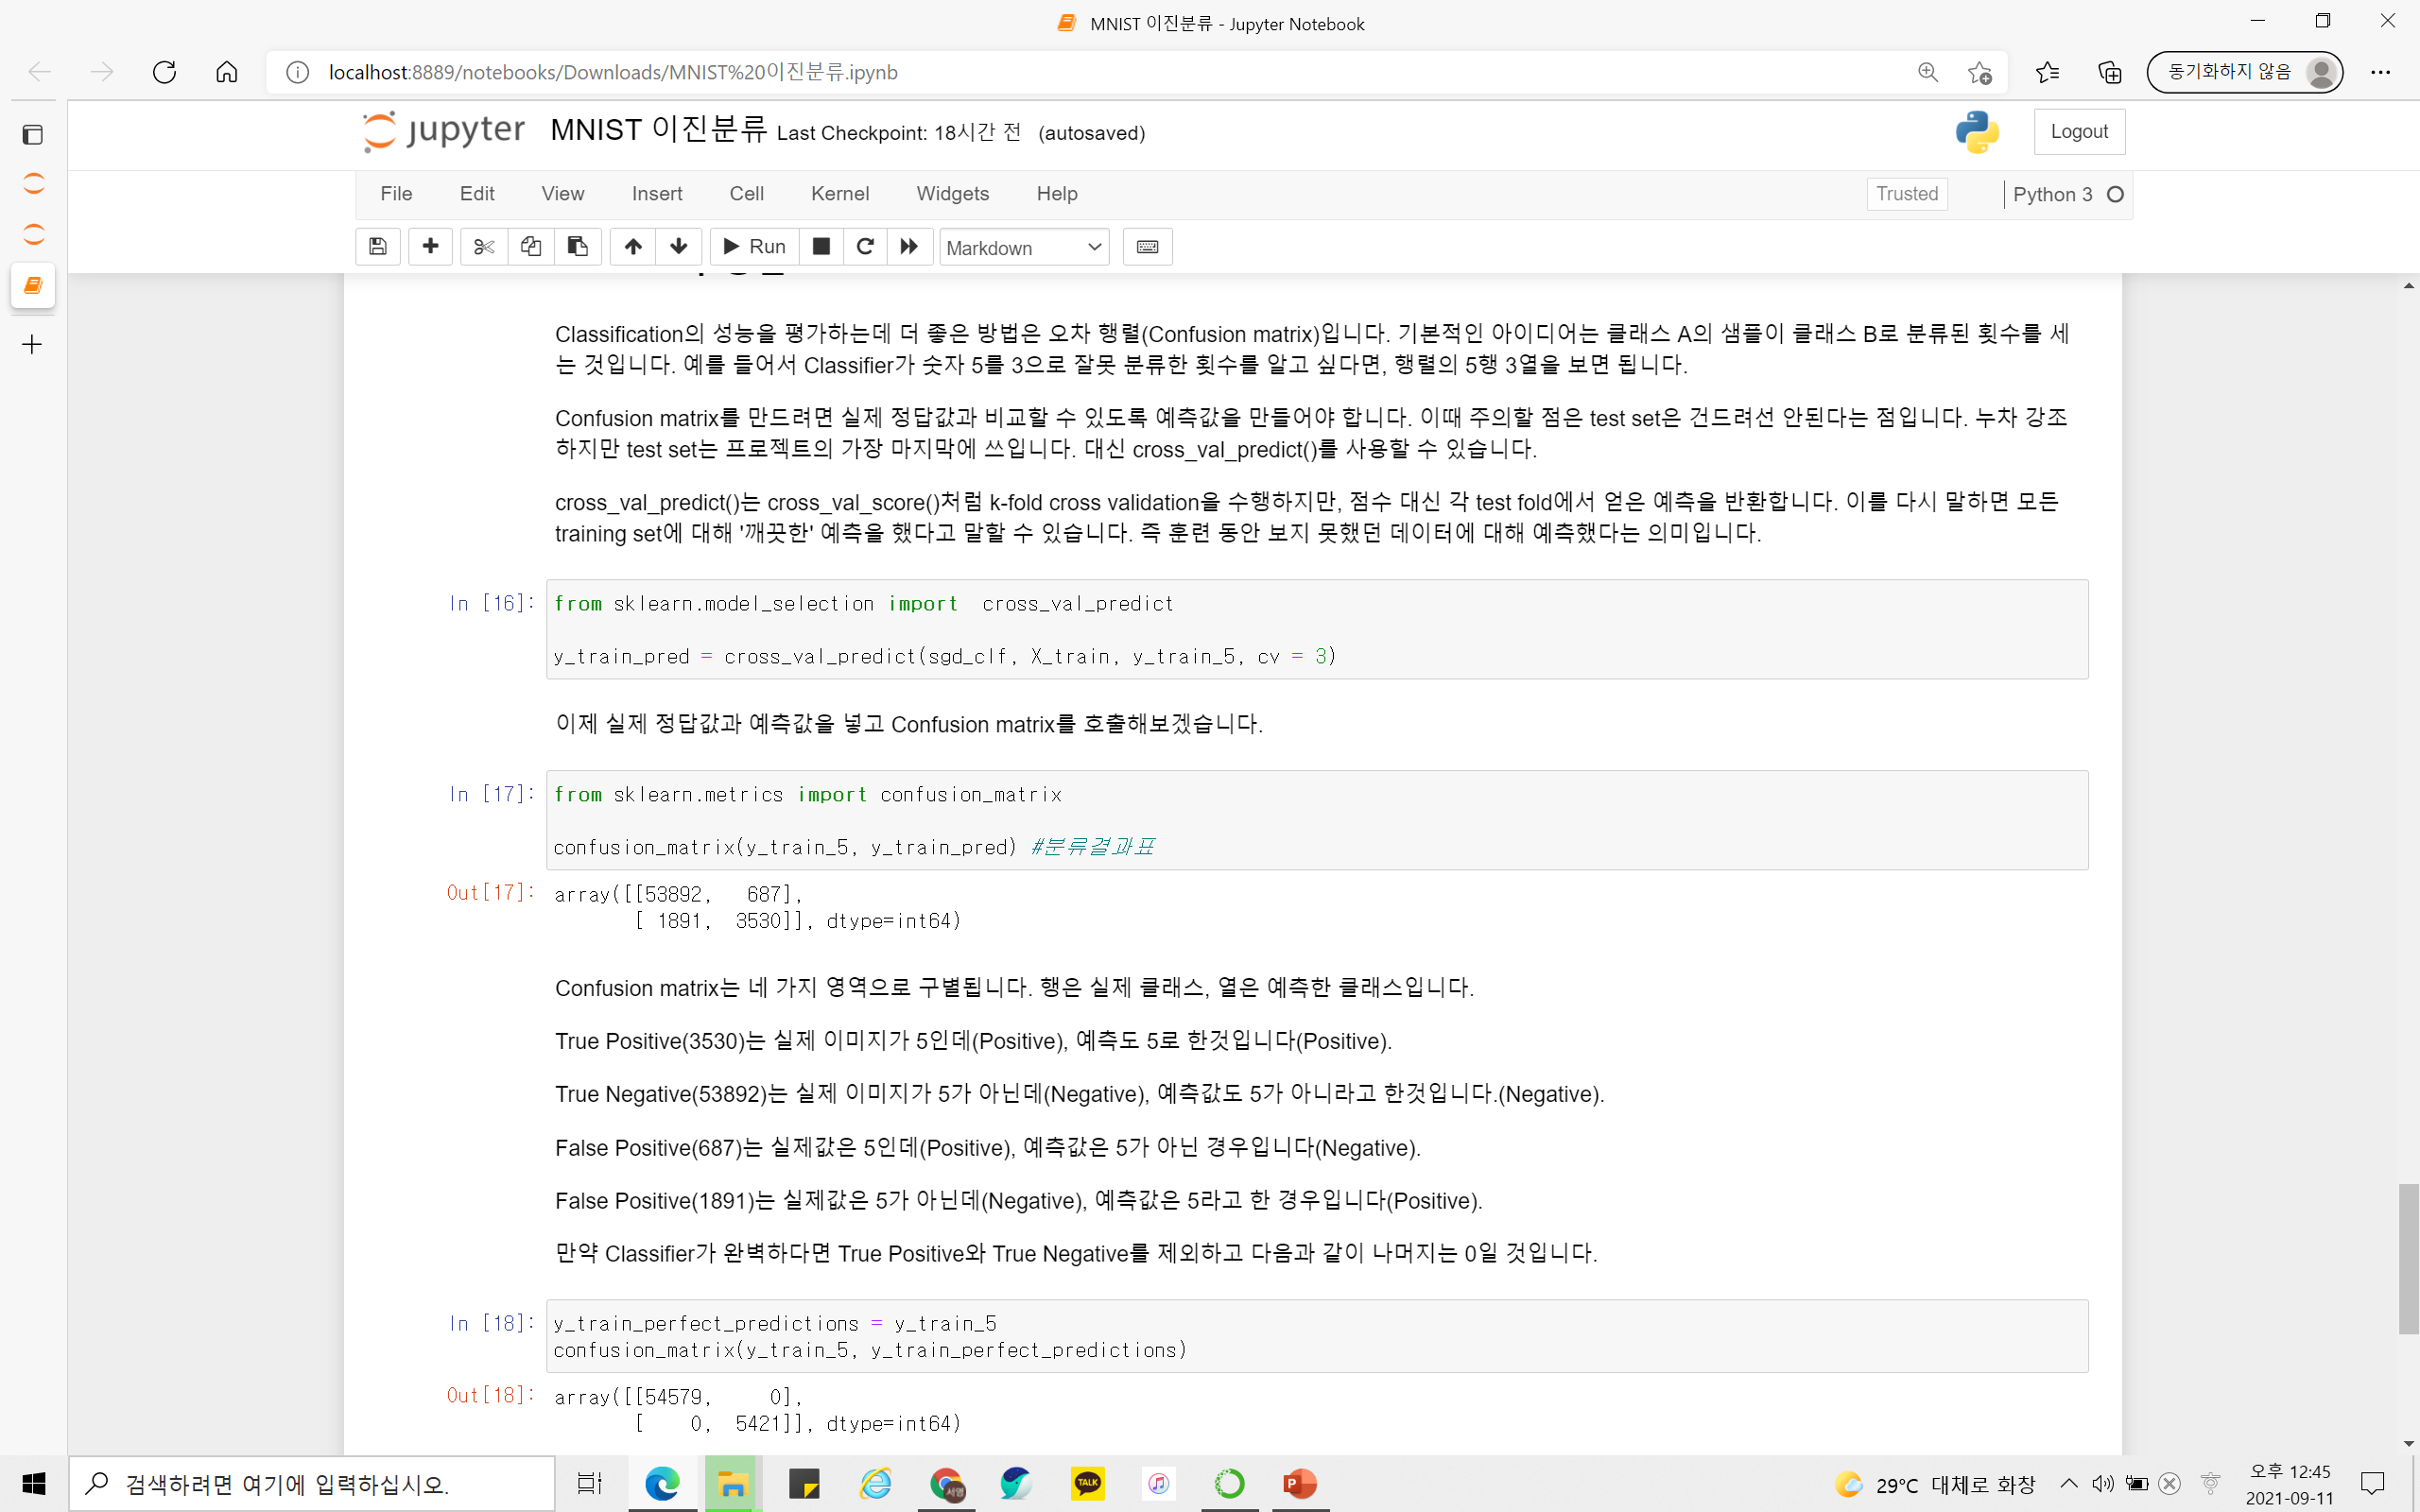 MNIST 이진분류 - Jupyter Notebook
localhost:8889/notebooks/Downloads/MNIST%20이진분류.ipynb
동기화하지 않음
jupyter MNIST 이진분류 Last Checkpoint: 18시간 전 (autosaved)
Logout
File Edit View Insert Cell Kernel Widgets Help
Trusted
Python 3
Run
Markdown
Classification의 성능을 평가하는데 더 좋은 방법은 오차 행렬(Confusion matrix)입니다. 기본적인 아이디어는 클래스 A의 샘플이 클래스 B로 분류된 횟수를 세
는 것입니다. 예를 들어서 Classifier가 숫자 5를 3으로 잘못 분류한 횟수를 알고 싶다면, 행렬의 5행 3열을 보면 됩니다.
Confusion matrix를 만드려면 실제 정답값과 비교할 수 있도록 예측값을 만들어야 합니다. 이때 주의할 점은 test set은 건드려선 안된다는 점입니다. 누차 강조
하지만 test set는 프로젝트의 가장 마지막에 쓰입니다. 대신 cross_val_predict()를 사용할 수 있습니다.
cross_val_predict()는 cross_val_score()처럼 k-fold cross validation을 수행하지만, 점수 대신 각 test fold에서 얻은 예측을 반환합니다. 이를 다시 말하면 모든
training set에 대해 '깨끗한' 예측을 했다고 말할 수 있습니다. 즉 훈련 동안 보지 못했던 데이터에 대해 예측했다는 의미입니다.
In [16]: from sklearn.model_selection import  cross_val_predict
y_train_pred = cross_val_predict(sgd_clf, X_train, y_train_5, cv = 3)
이제 실제 정답값과 예측값을 넣고 Confusion matrix를 호출해보겠습니다.
In [17]: from sklearn.metrics import confusion_matrix
confusion_matrix(y_train_5, y_train_pred) #분류결과표
Out[17]: array([[53892,   687],
[ 1891,  3530]], dtype=int64)
Confusion matrix는 네 가지 영역으로 구별됩니다. 행은 실제 클래스, 열은 예측한 클래스입니다.
True Positive(3530)는 실제 이미지가 5인데(Positive), 예측도 5로 한것입니다(Positive).
True Negative(53892)는 실제 이미지가 5가 아닌데(Negative), 예측값도 5가 아니라고 한것입니다.(Negative).
False Positive(687)는 실제값은 5인데(Positive), 예측값은 5가 아닌 경우입니다(Negative).
False Positive(1891)는 실제값은 5가 아닌데(Negative), 예측값은 5라고 한 경우입니다(Positive).
만약 Classifier가 완벽하다면 True Positive와 True Negative를 제외하고 다음과 같이 나머지는 0일 것입니다.
In [18]: y_train_perfect_predictions = y_train_5
confusion_matrix(y_train_5, y_train_perfect_predictions)
Out[18]: array([[54579,     0],
[    0,  5421]], dtype=int64)
검색하려면 여기에 입력하십시오.
TALK
서영
P
29°C 대체로 화창
오후 12:45
2021-09-11